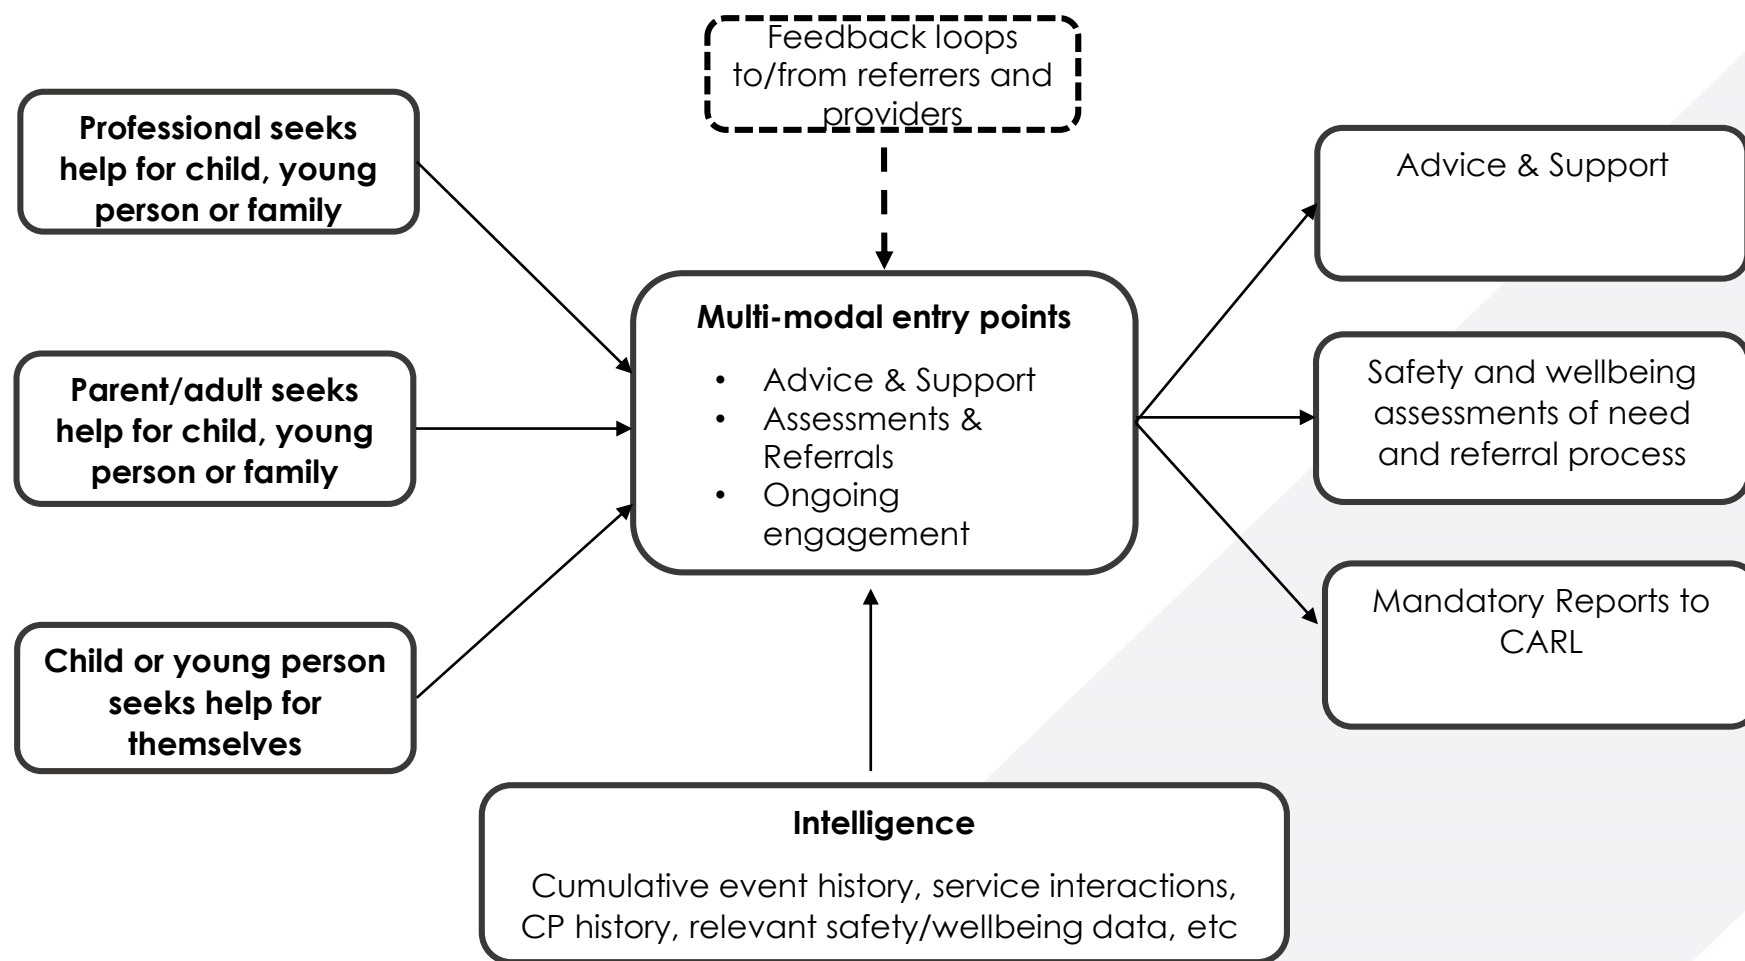 Feedback loops
to/from referrers and
providers
Professional seeks
help for child, young
person or family
Parent/adult seeks
help for child, young
person or family
Child or young person
seeks help for
themselves
Multi-modal entry points
• Advice & Support
• Assessments &
Referrals
• Ongoing
engagement
Intelligence
Cumulative event history, service interactions,
CP history, relevant safety/wellbeing data, etc
Advice & Support
Safety and wellbeing
assessments of need
and referral process
Mandatory Reports to
CARL